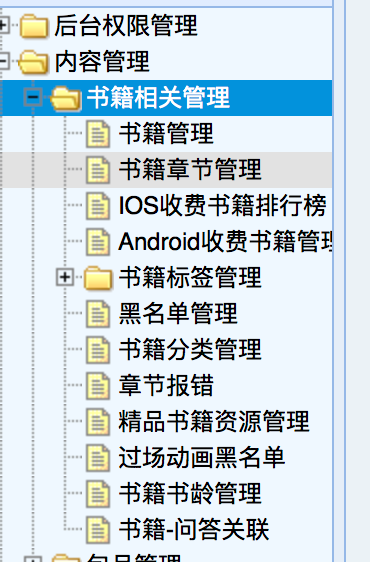 后台权限管理
内容管理
书籍相关管理
书籍管理
书籍章节管理
IOS收费书籍排行榜
Android收费书籍管理
书籍标签管理
黑名单管理
书籍分类管理
章节报错
精品书籍资源管理
过场动画黑名单
书籍书龄管理
书籍-问答关联